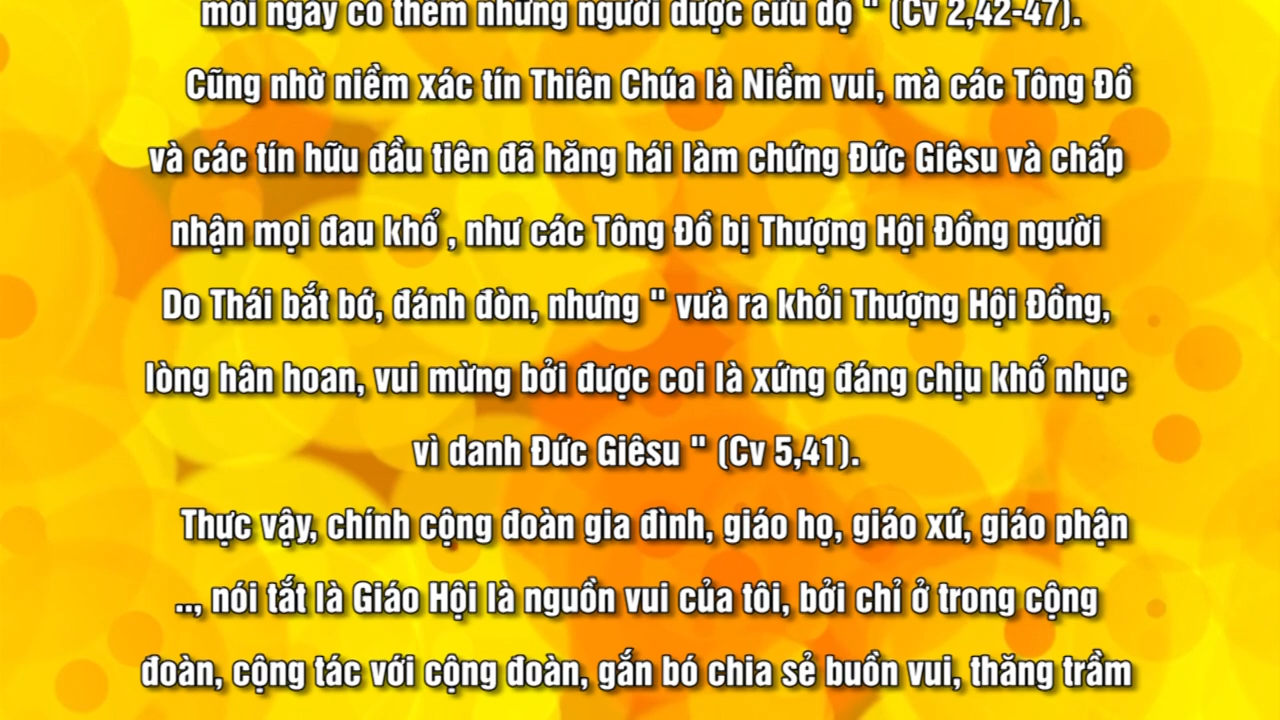 mỗi ngày có thêm những người được cứu độ " (Cv 2,42-47).
Cũng nhờ niềm xác tín Thiên Chúa là Niềm vui, mà các Tông Đồ
và các tín hữu đầu tiên đã hăng hái làm chứng Đức Giêsu và chấp
nhận mọi đau khổ , như các Tông Đồ bị Thượng Hội Đồng người
Do Thái bắt bớ, đánh đòn, nhưng " vưà ra khỏi Thượng Hội Đồng,
lòng hân hoan, vui mừng bởi được coi là xứng đáng chịu khổ nhục
vì danh Đức Giêsu " (Cv 5,41).
Thực vậy, chính cộng đoàn gia đình, giáo họ, giáo xứ, giáo phận
.., nói tắt là Giáo Hội là nguồn vui của tôi, bởi chỉ ở trong cộng
đoàn, cộng tác với cộng đoàn, gắn bó chia sẻ buồn vui, thăng trầm